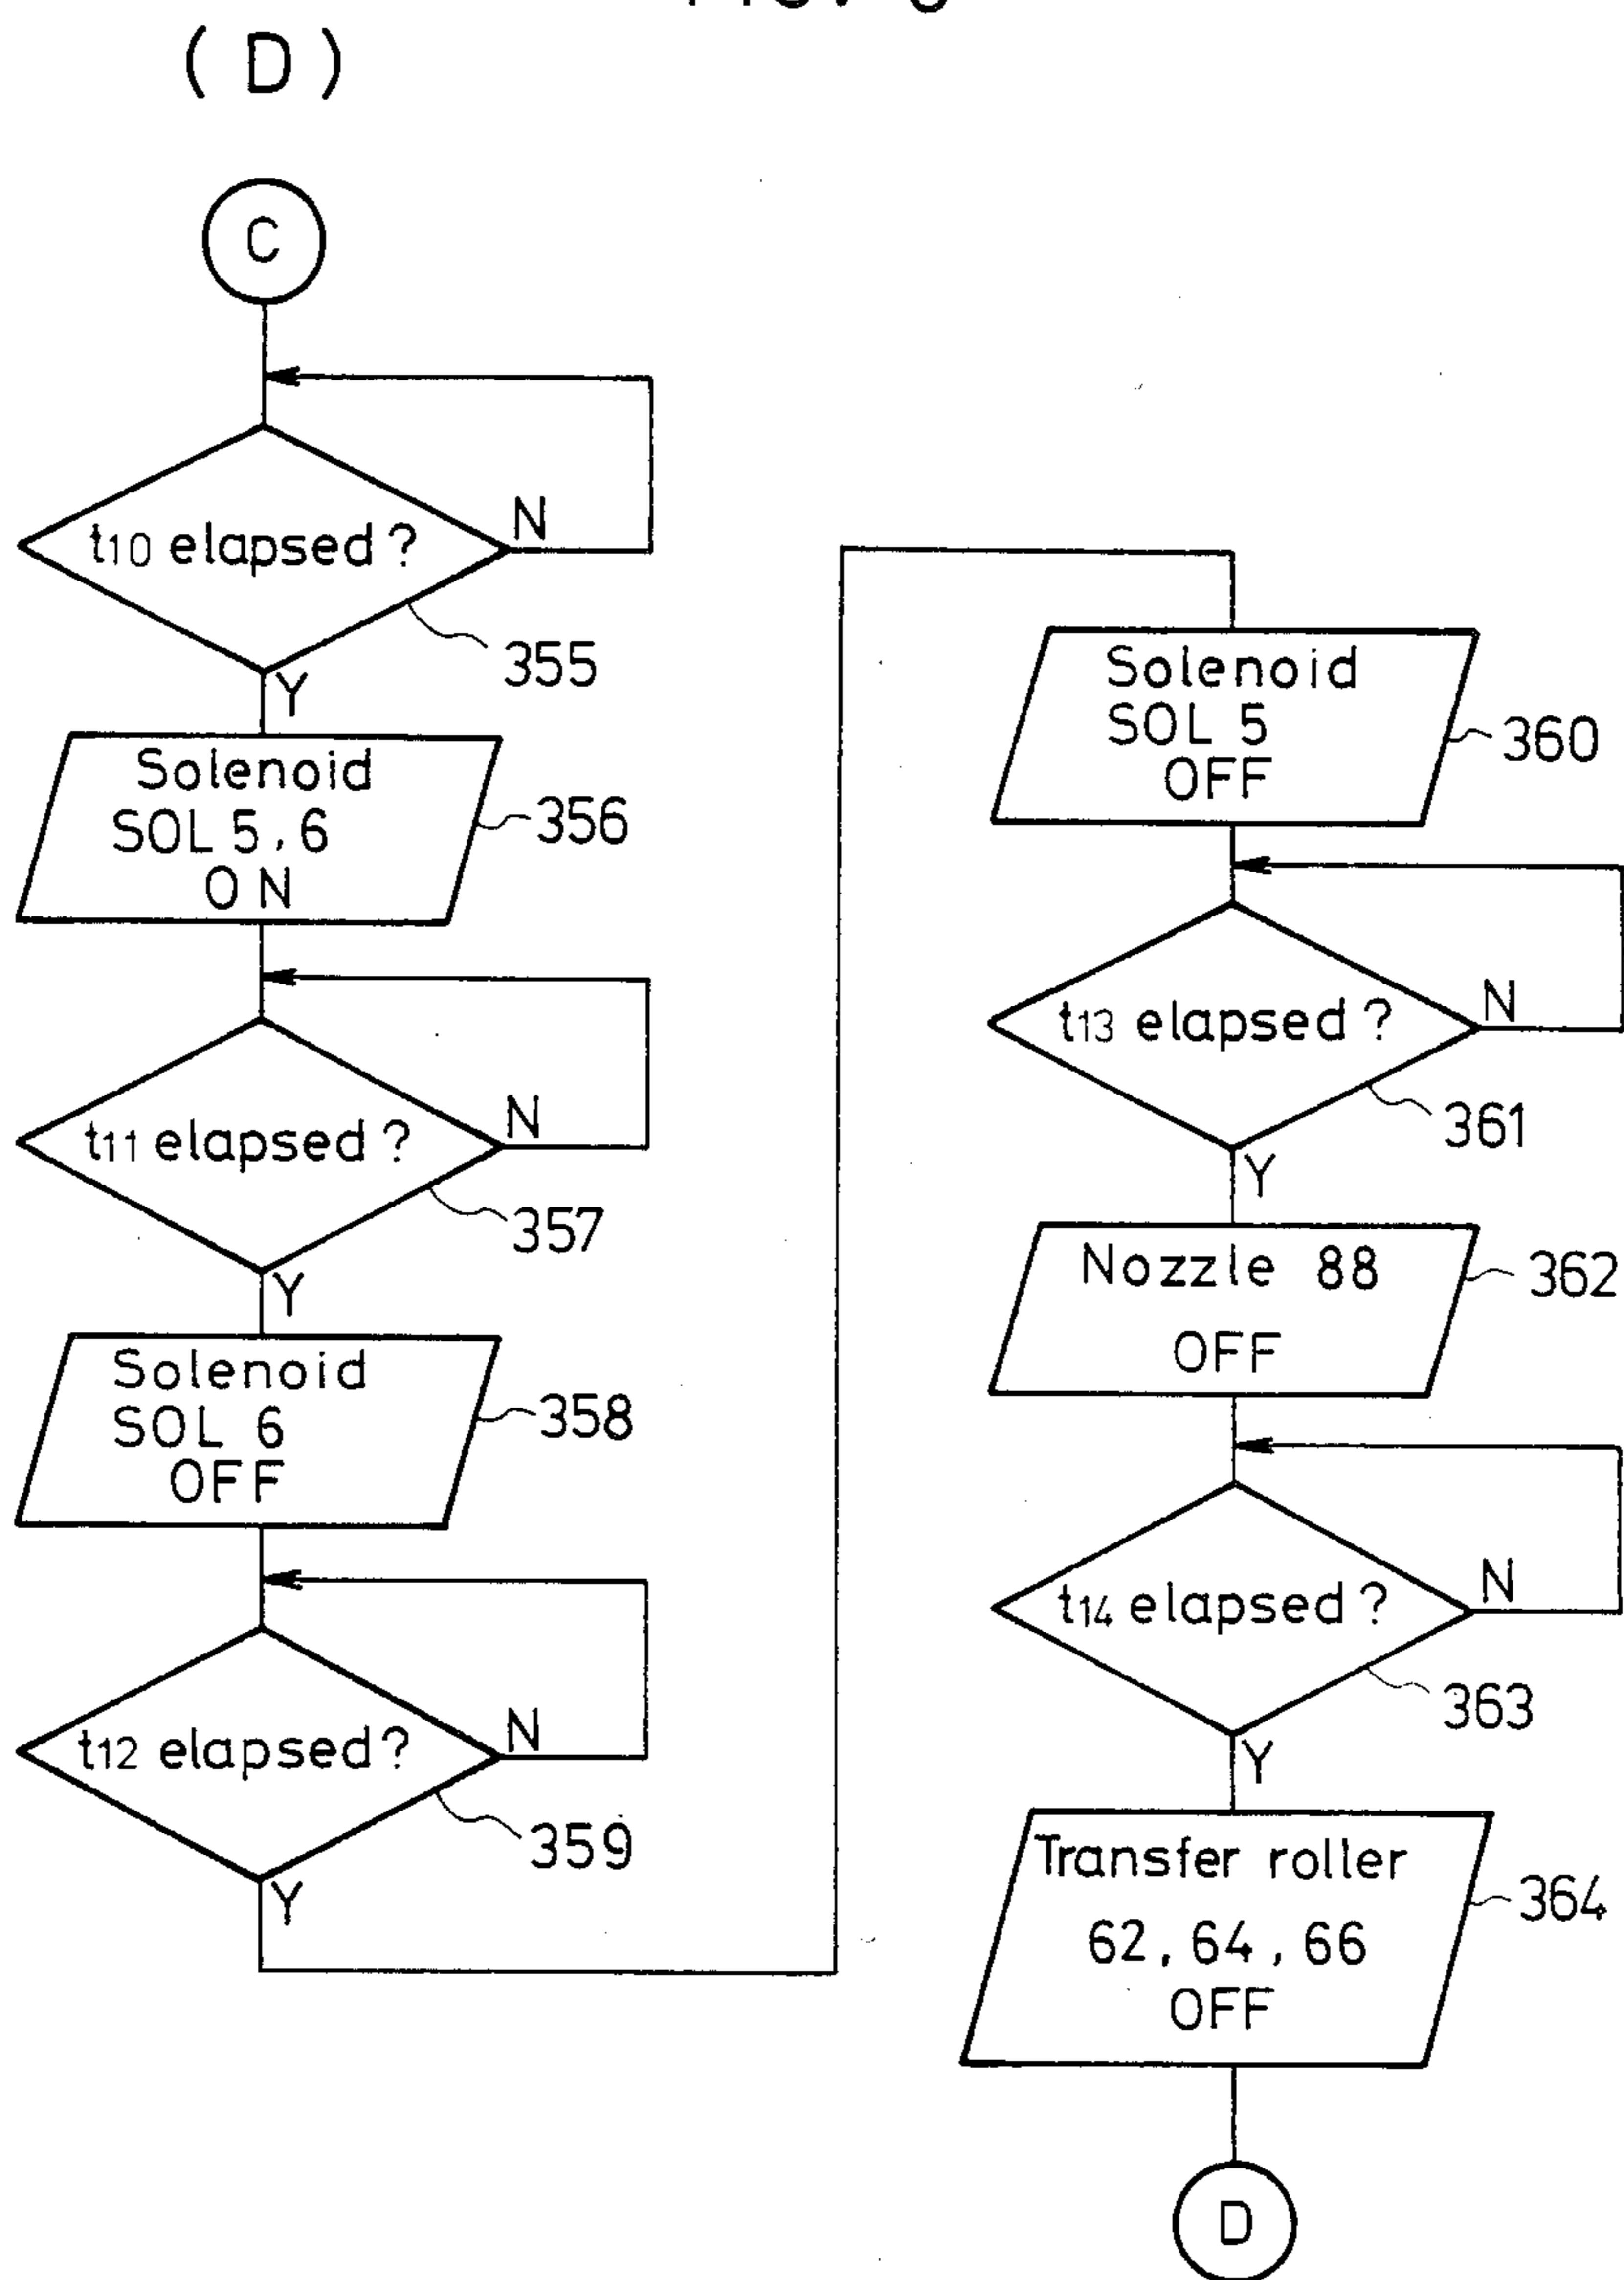 ( D )
C
t10 elapsed ?
N
355
Y
Solenoid
SOL 5, 6
ON
356
t11 elapsed ?
N
357
Y
Solenoid
SOL 6
OFF
358
t12 elapsed ?
N
359
Y
Solenoid
SOL 5
OFF
360
t13 elapsed ?
N
361
Y
Nozzle 88
OFF
362
t14 elapsed ?
N
363
Y
Transfer roller
62, 64, 66
OFF
364
D